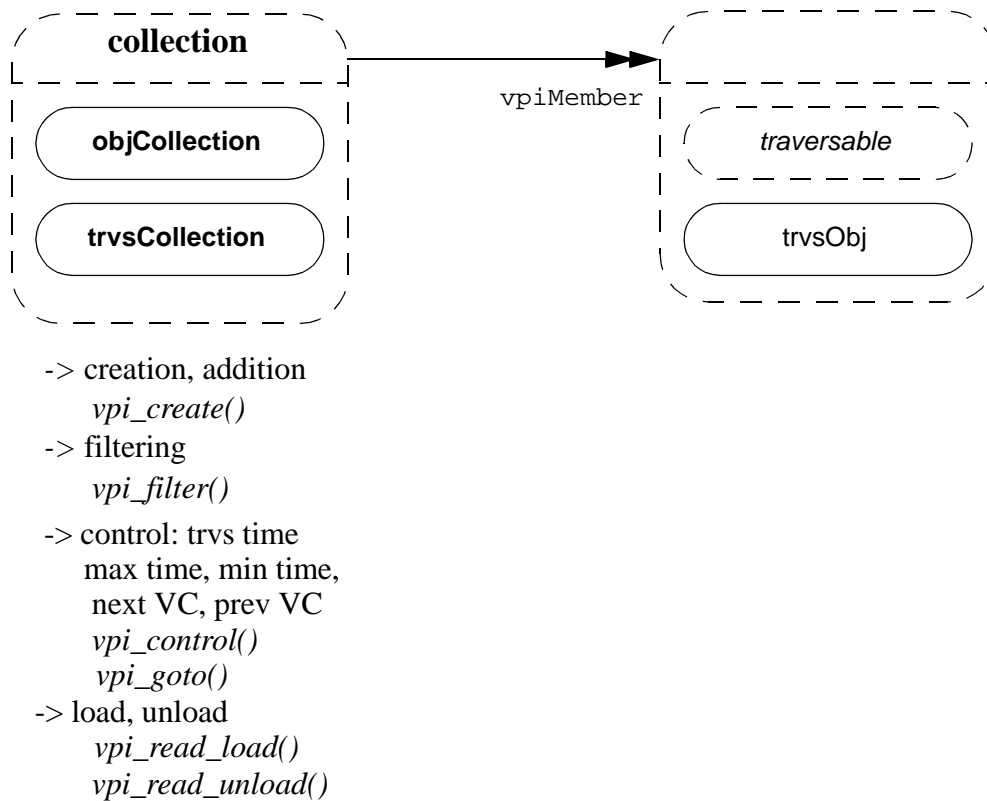 collection
objCollection
trvsCollection
vpiMember
traversable
trvsObj
-> creation, addition
vpi_create()
-> filtering
vpi_filter()
-> control: trvs time
max time, min time,
next VC, prev VC
vpi_control()
vpi_goto()
-> load, unload
vpi_read_load()
vpi_read_unload()